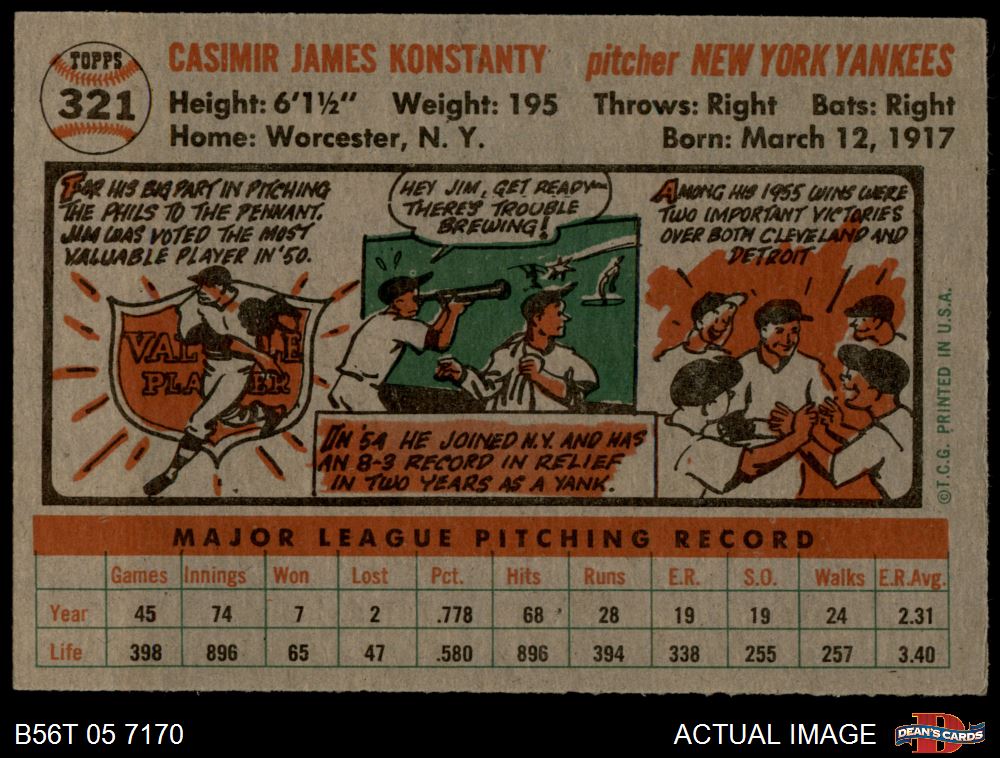 TOPPS
321
CASIMIR JAMES KONSTANTY pitcher NEW YORK YANKEES
Height: 6'1½" Weight: 195 Throws: Right Bats: Right
Home: Worcester, N. Y. Born: March 12, 1917
FOR HIS BIG PART IN PITCHING
THE PHILS TO THE PENNANT.
JIM WAS VOTED THE MOST
VALUABLE PLAYER IN '50.
VAL LE
PLA ER
HEY JIM, GET READY—
THERE'S TROUBLE
BREWING!
IN '54 HE JOINED N.Y. AND HAS
AN 8-3 RECORD IN RELIEF
IN TWO YEARS AS A YANK.
AMONG HIS 1955 WINS WERE
TWO IMPORTANT VICTORIES
OVER BOTH CLEVELAND AND
DETROIT
©T.C.G. PRINTED IN U.S.A.
MAJOR LEAGUE PITCHING RECORD
Games Innings Won Lost Pct. Hits Runs E.R. S.O. Walks E.R.Avg.
Year 45 74 7 2 .778 68 28 19 19 24 2.31
Life 398 896 65 47 .580 896 394 338 255 257 3.40
B56T 05 7170 ACTUAL IMAGE
DEAN'S CARDS